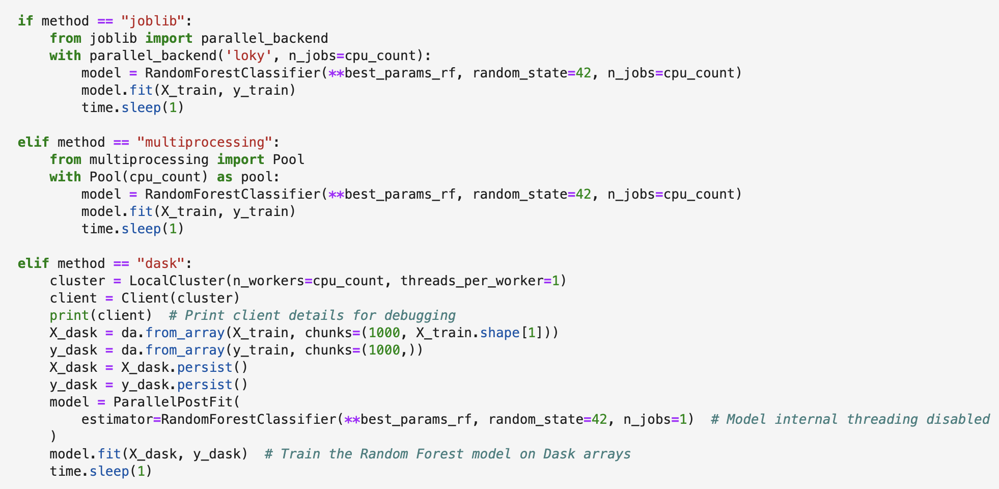 if method == "joblib":
    from joblib import parallel_backend
    with parallel_backend('loky', n_jobs=cpu_count):
        model = RandomForestClassifier(**best_params_rf, random_state=42, n_jobs=cpu_count)
        model.fit(X_train, y_train)
        time.sleep(1)

elif method == "multiprocessing":
    from multiprocessing import Pool
    with Pool(cpu_count) as pool:
        model = RandomForestClassifier(**best_params_rf, random_state=42, n_jobs=cpu_count)
        model.fit(X_train, y_train)
        time.sleep(1)

elif method == "dask":
    cluster = LocalCluster(n_workers=cpu_count, threads_per_worker=1)
    client = Client(cluster)
    print(client)  # Print client details for debugging
    X_dask = da.from_array(X_train, chunks=(1000, X_train.shape[1]))
    y_dask = da.from_array(y_train, chunks=(1000,))
    X_dask = X_dask.persist()
    y_dask = y_dask.persist()
    model = ParallelPostFit(
        estimator=RandomForestClassifier(**best_params_rf, random_state=42, n_jobs=1)  # Model internal threading disabled
    )
    model.fit(X_dask, y_dask)  # Train the Random Forest model on Dask arrays
    time.sleep(1)